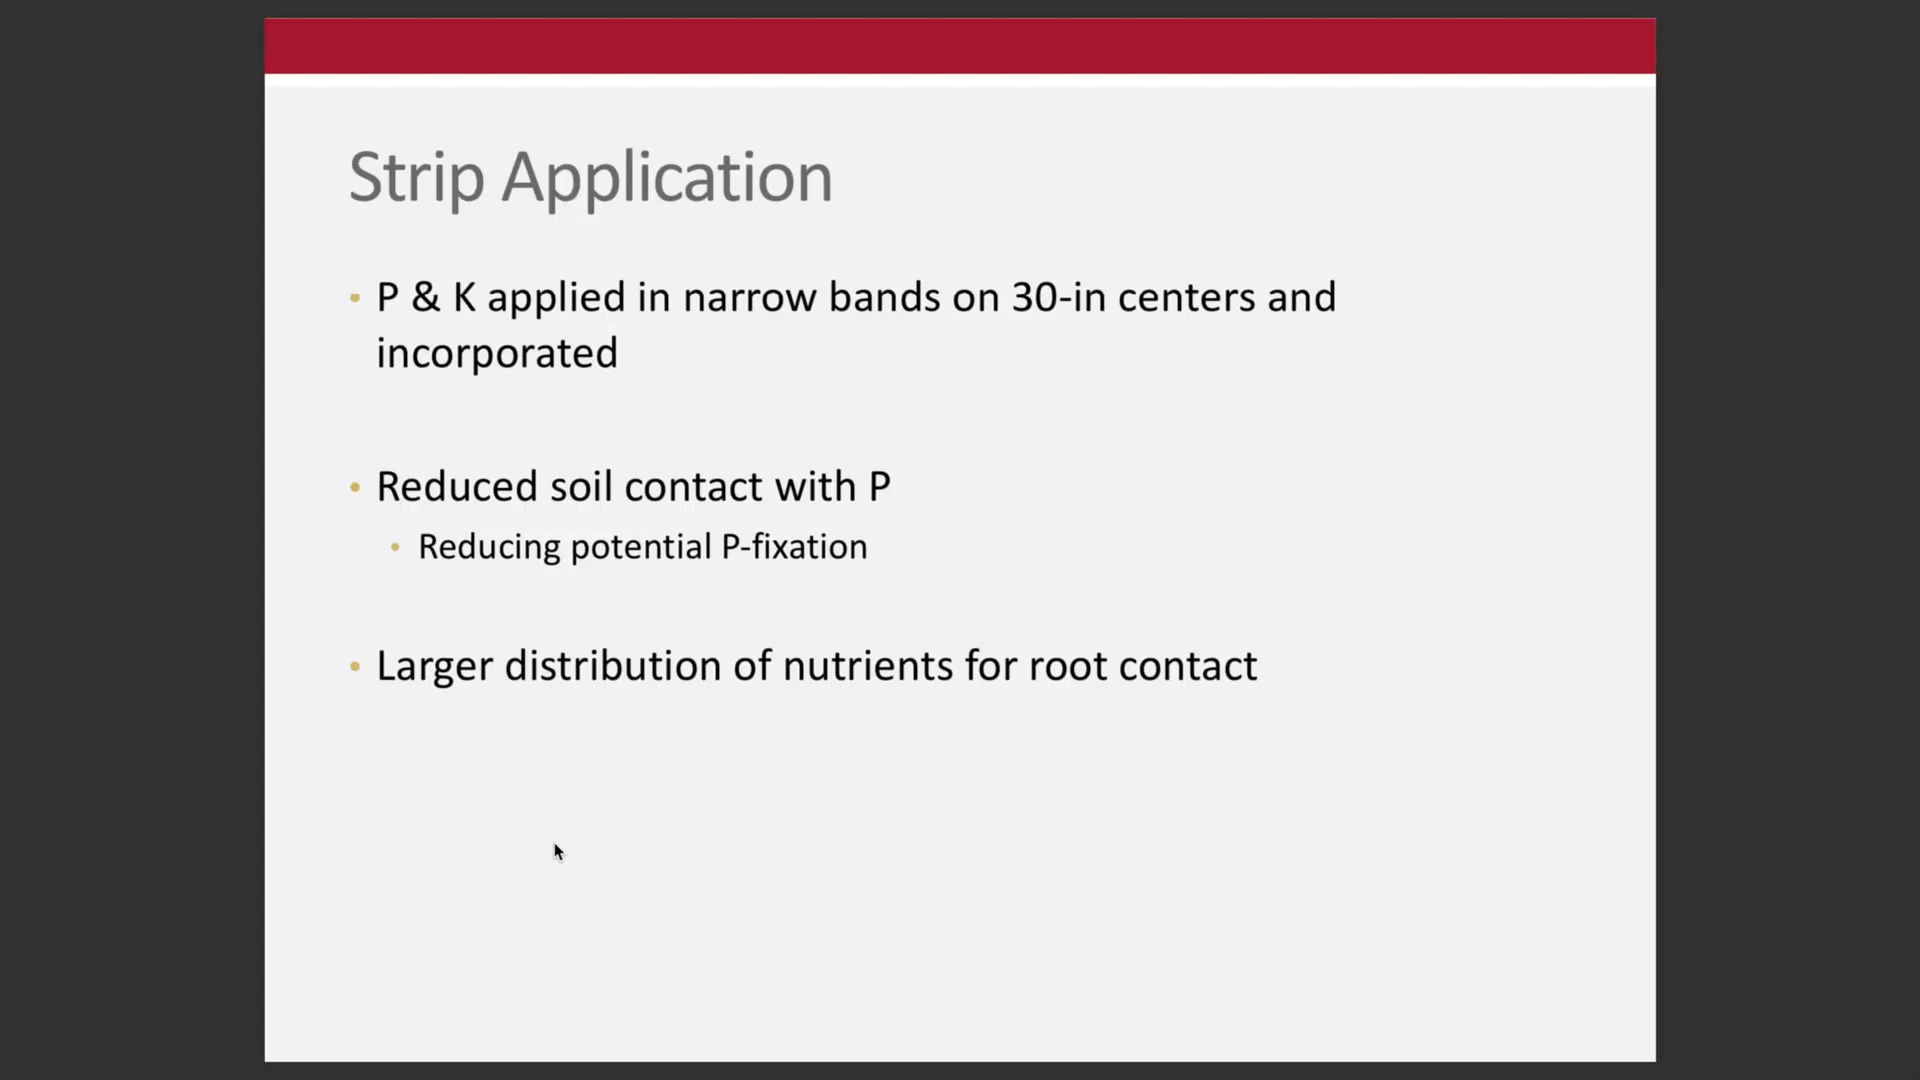 Strip Application
• P & K applied in narrow bands on 30-in centers and
incorporated
• Reduced soil contact with P
• Reducing potential P-fixation
• Larger distribution of nutrients for root contact